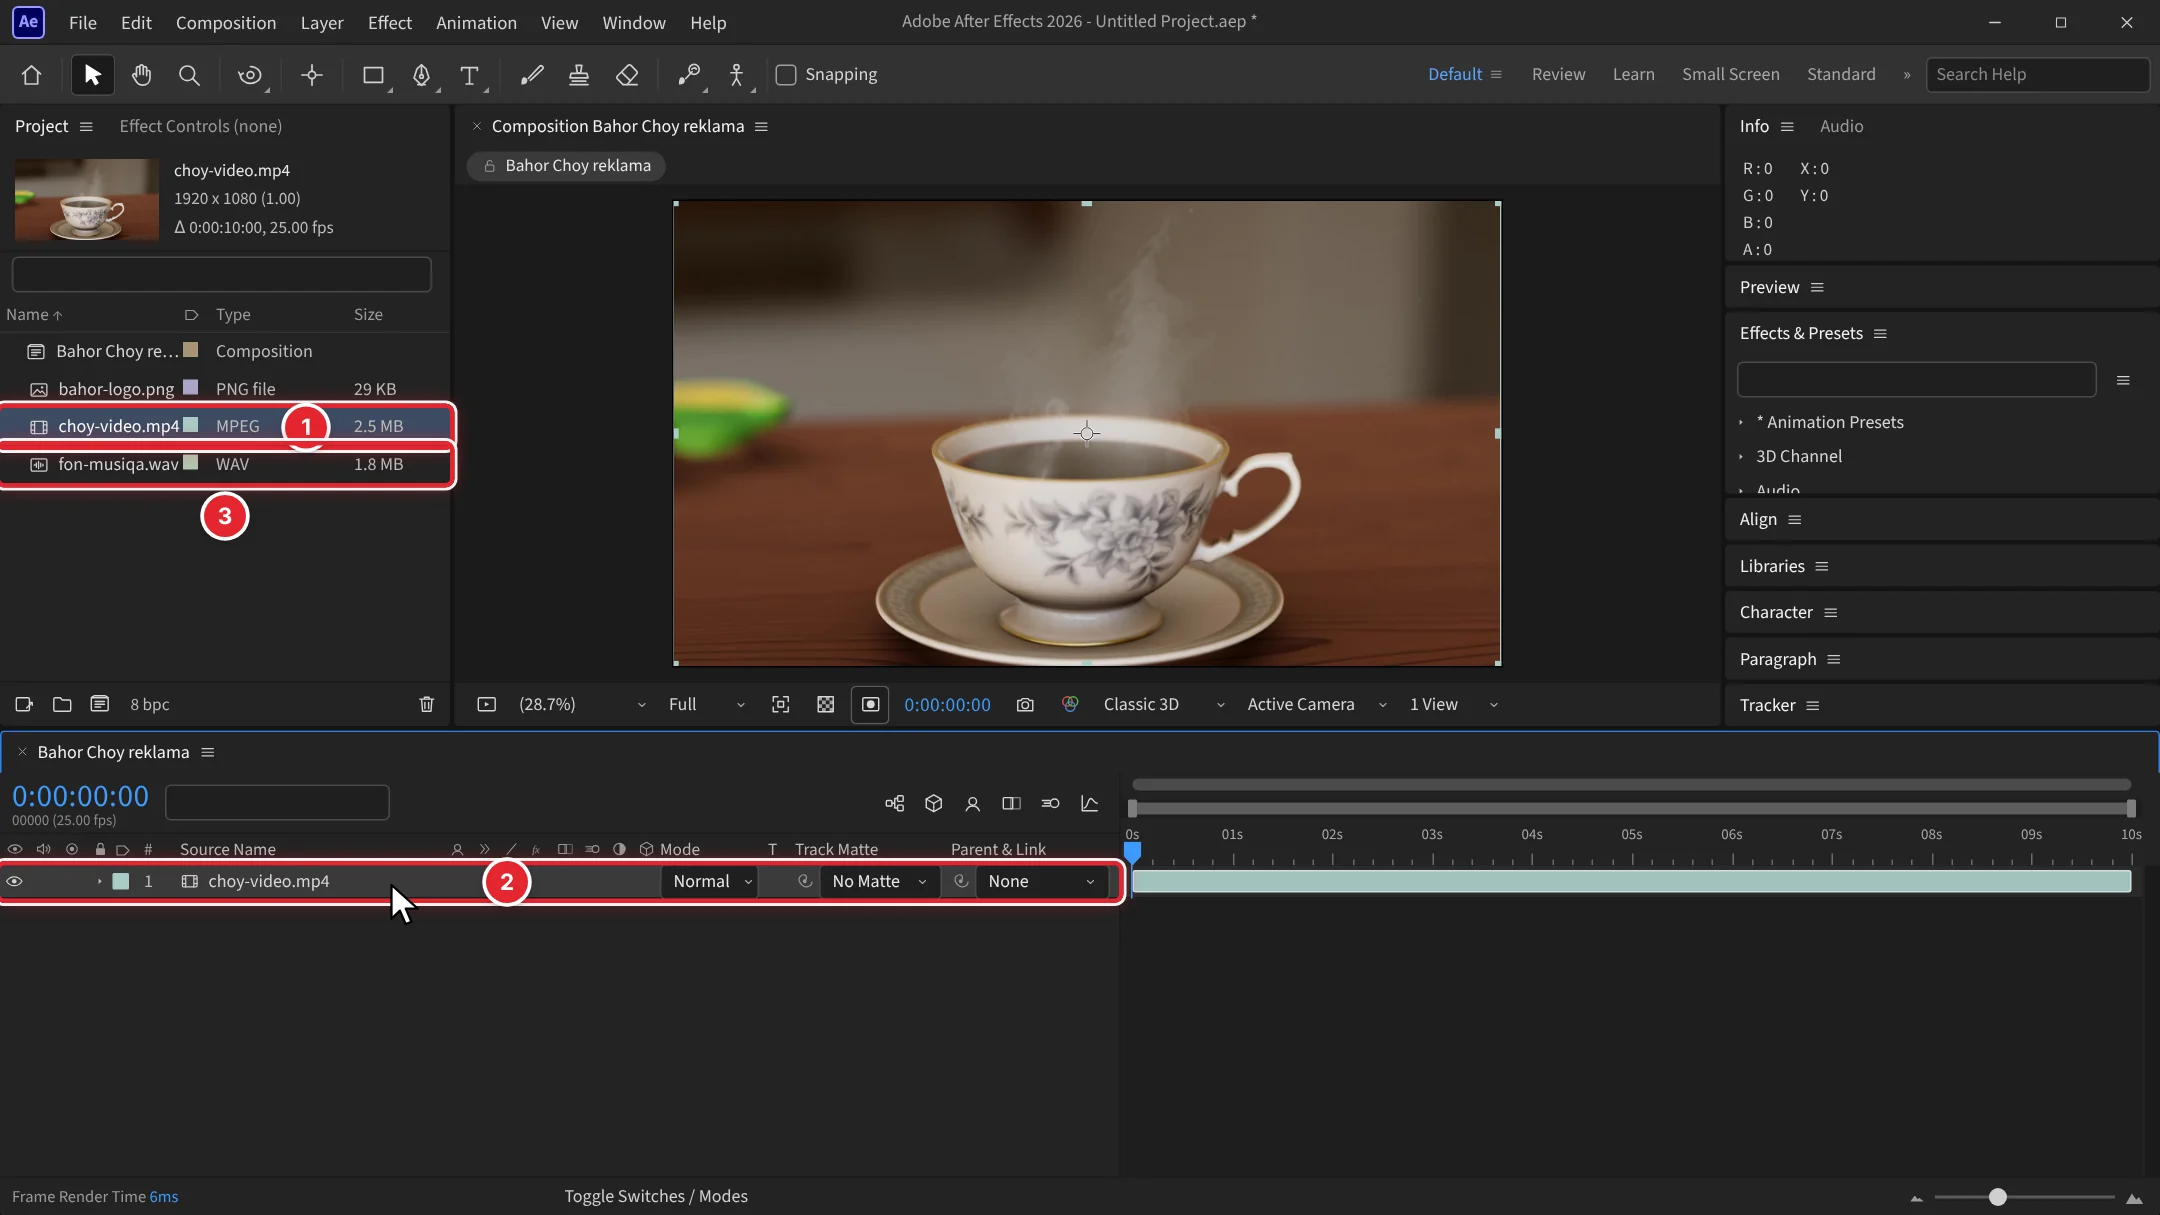 Ae File Edit Composition Layer Effect Animation View Window Help Adobe After Effects 2026 - Untitled Project.aep *
Snapping Default Review Learn Small Screen Standard » Search Help
Project Effect Controls (none)
choy-video.mp4
1920 x 1080 (1.00)
Δ 0:00:10:00, 25.00 fps
Name Type Size
Bahor Choy re... Composition
bahor-logo.png PNG file 29 KB
choy-video.mp4 MPEG 1 2.5 MB
fon-musiqa.wav WAV 1.8 MB
3
8 bpc
Composition Bahor Choy reklama
Bahor Choy reklama
(28.7%) Full 0:00:00:00 Classic 3D Active Camera 1 View
Info Audio
R : 0 X : 0
G : 0 Y : 0
B : 0
A : 0
Preview
Effects & Presets
* Animation Presets
3D Channel
Audio
Align
Libraries
Character
Paragraph
Tracker
Bahor Choy reklama
0:00:00:00
00000 (25.00 fps)
# Source Name fx Mode T Track Matte Parent & Link
0s 01s 02s 03s 04s 05s 06s 07s 08s 09s 10s
1 choy-video.mp4 2 Normal No Matte None
Frame Render Time 6ms Toggle Switches / Modes